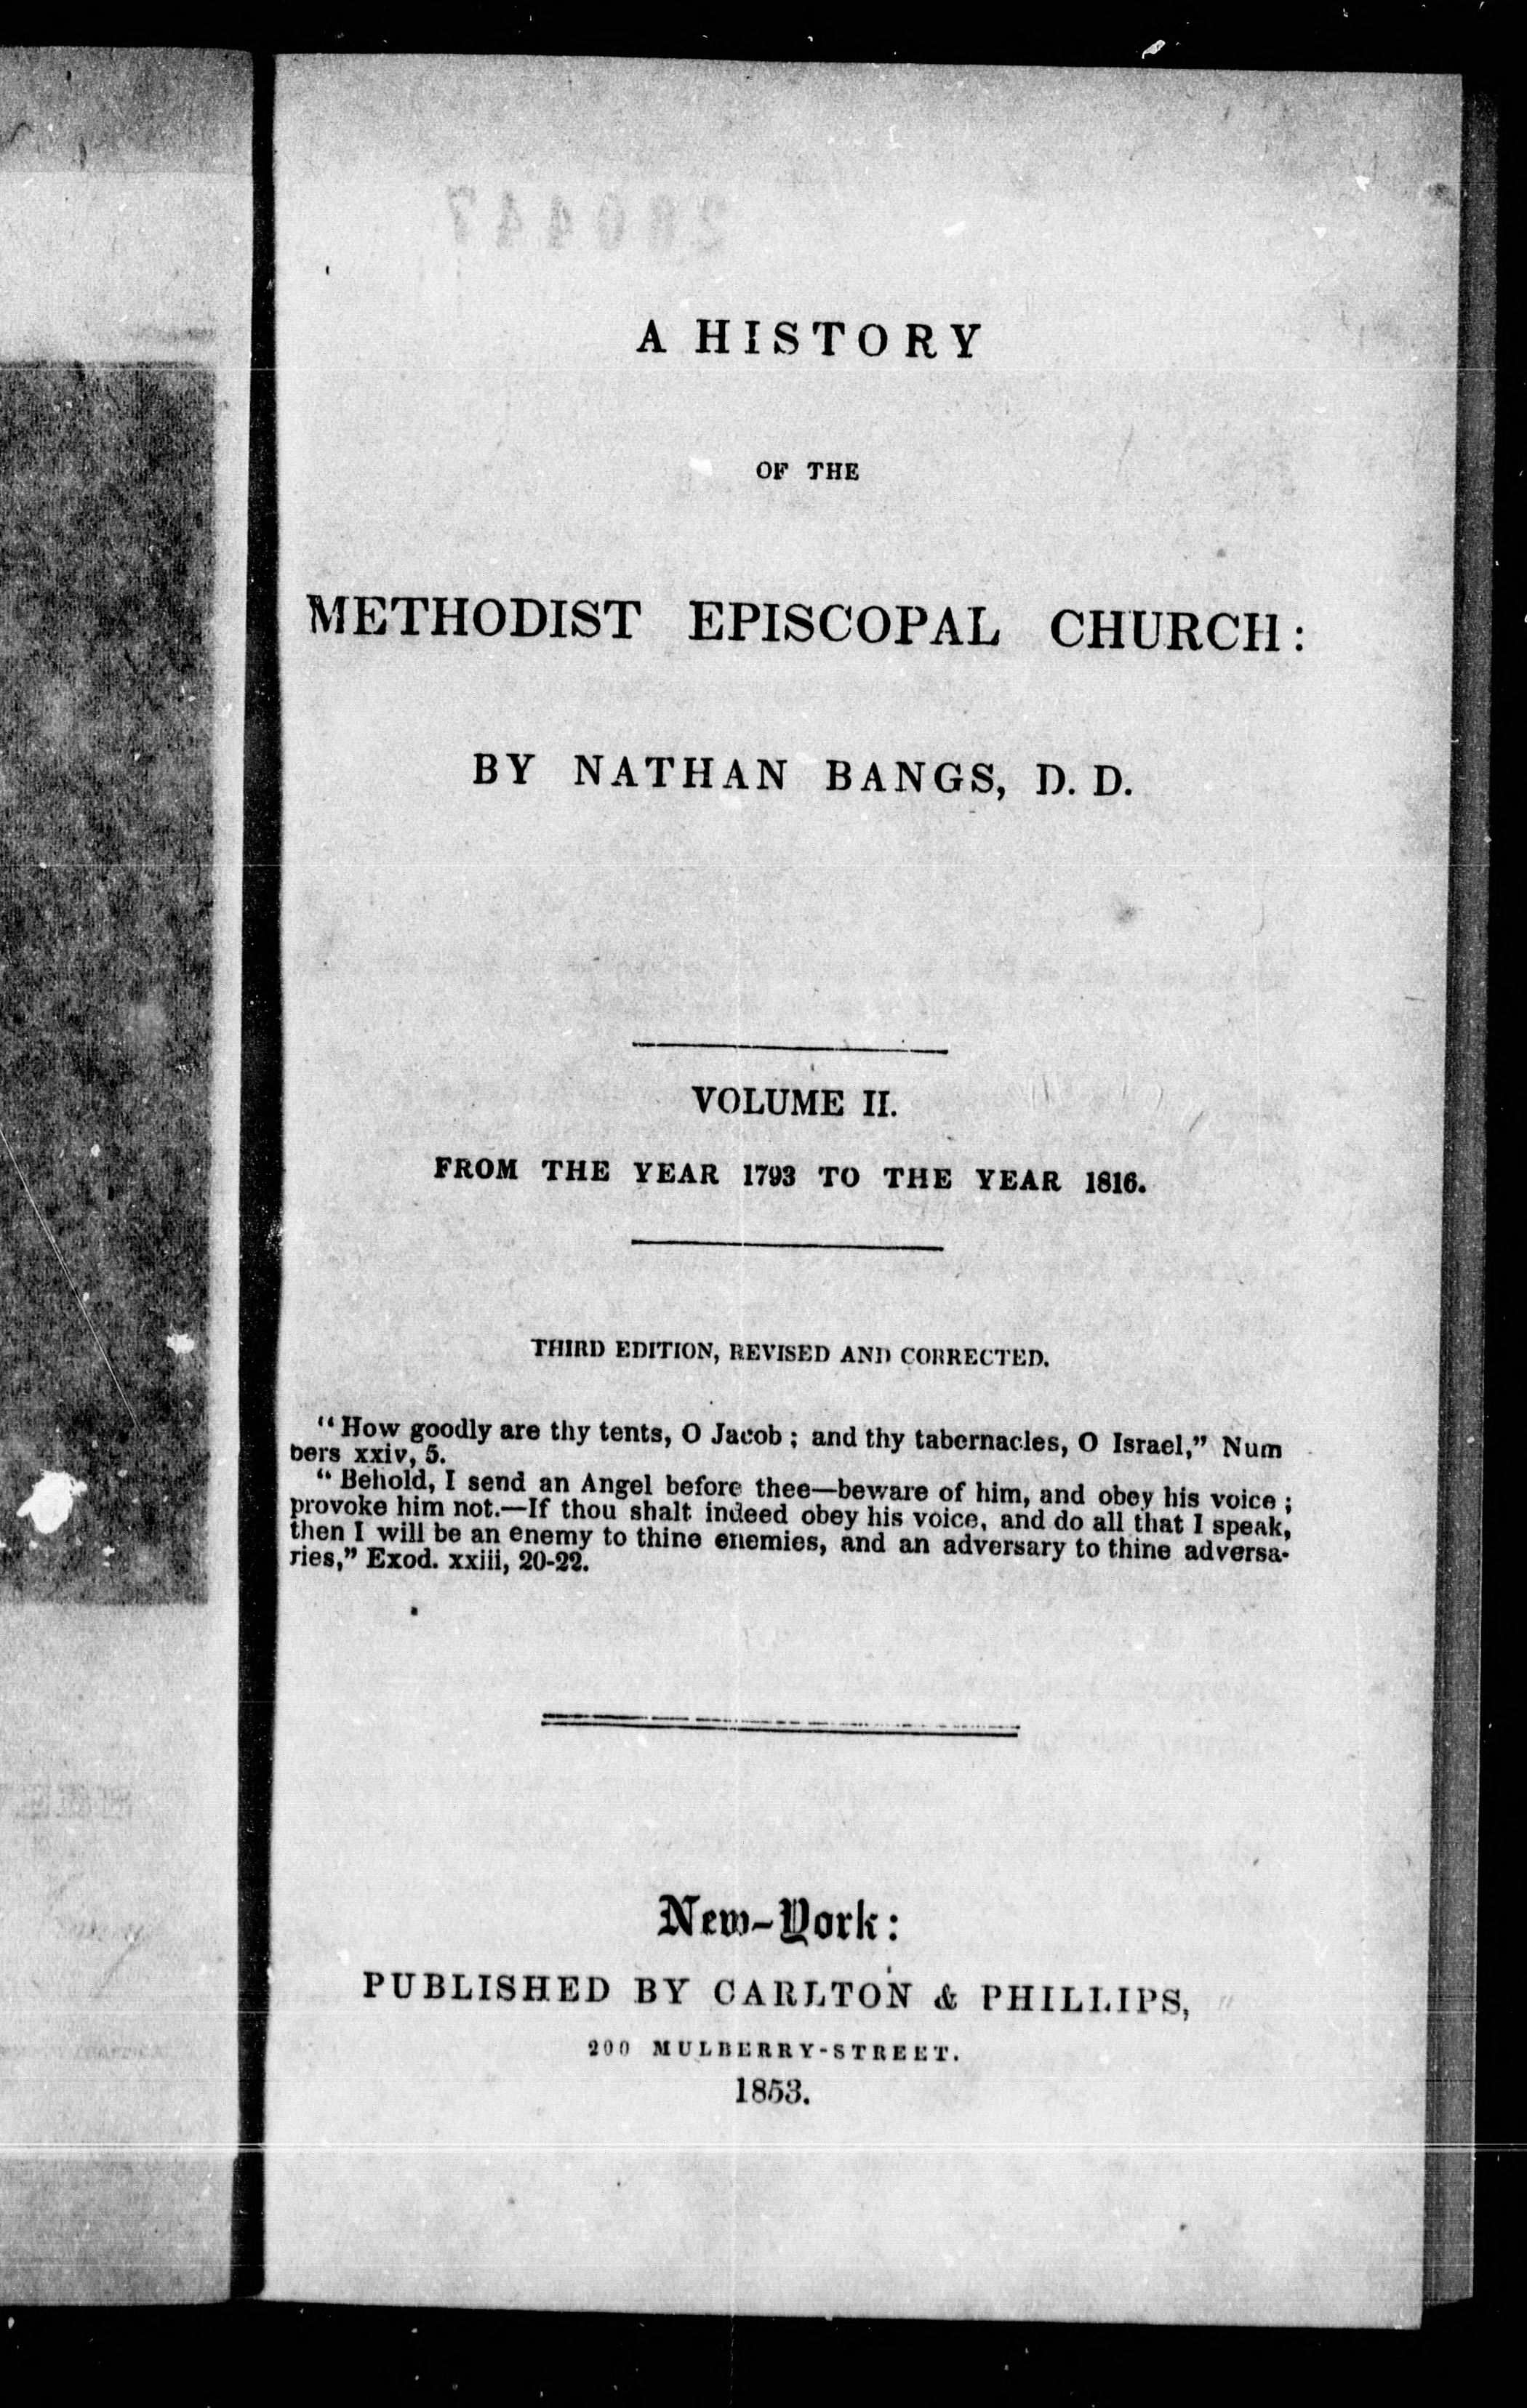 A HISTORY
OF THE
METHODIST EPISCOPAL CHURCH:
BY NATHAN BANGS, D. D.
VOLUME II.
FROM THE YEAR 1793 TO THE YEAR 1816.
THIRD EDITION, REVISED AND CORRECTED.
"How goodly are thy tents, O Jacob; and thy tabernacles, O Israel," Num
bers xxiv, 5.
"Behold, I send an Angel before thee—beware of him, and obey his voice;
provoke him not.—If thou shalt indeed obey his voice, and do all that I speak,
then I will be an enemy to thine enemies, and an adversary to thine adversa-
ries," Exod. xxiii, 20-22.
New-York:
PUBLISHED BY CARLTON & PHILLIPS,
200 MULBERRY-STREET.
1853.